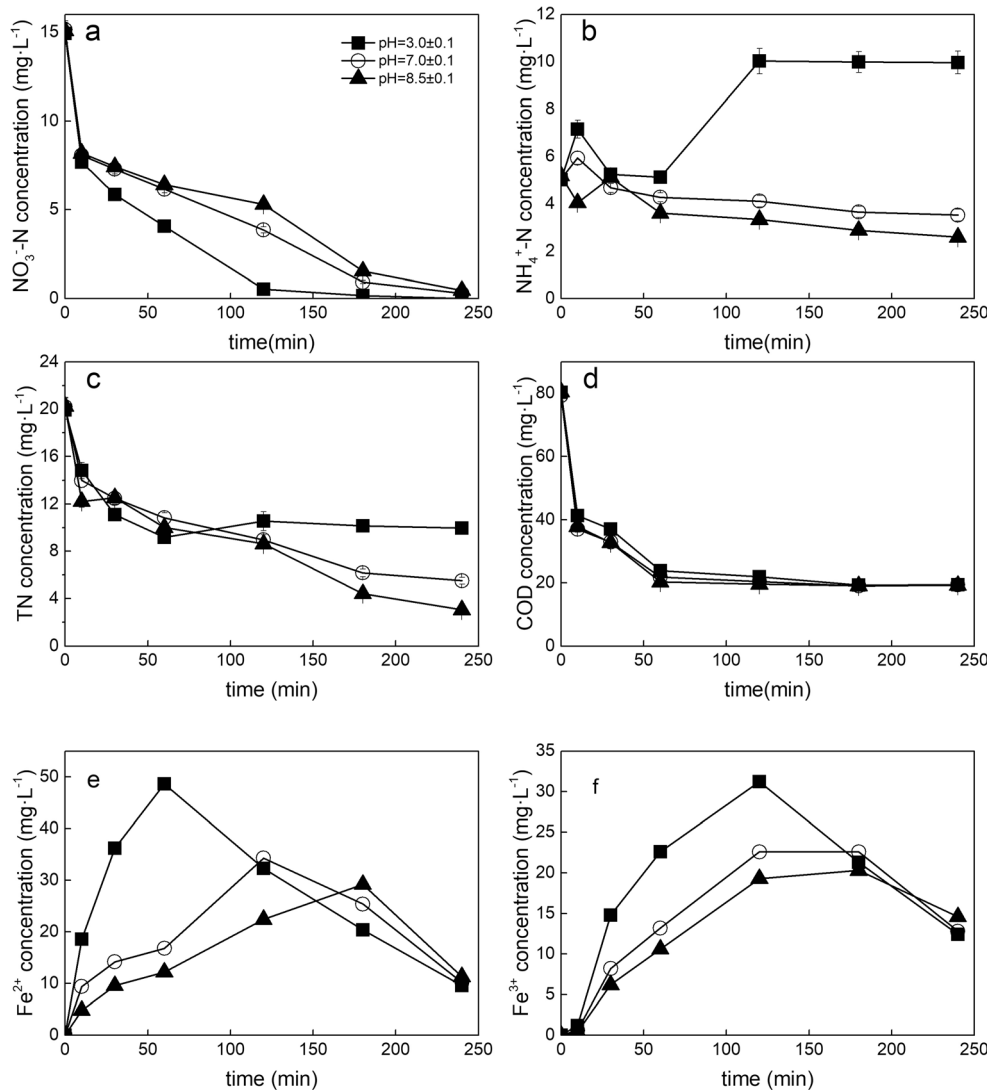 a
pH=3.0±0.1
pH=7.0±0.1
pH=8.5±0.1
NO₃⁻-N concentration (mg·L⁻¹)
15
10
5
0
0 50 100 150 200 250
time(min)
b
NH₄⁺-N concentration (mg·L⁻¹)
12
10
8
6
4
2
0
0 50 100 150 200 250
time(min)
c
TN concentration (mg·L⁻¹)
24
20
16
12
8
4
0
0 50 100 150 200 250
time (min)
d
COD concentration (mg·L⁻¹)
80
60
40
20
0
0 50 100 150 200 250
time(min)
e
Fe²⁺ concentration (mg·L⁻¹)
50
40
30
20
10
0
0 50 100 150 200 250
time (min)
f
Fe³⁺ concentration (mg·L⁻¹)
35
30
25
20
15
10
5
0
0 50 100 150 200 250
time (min)